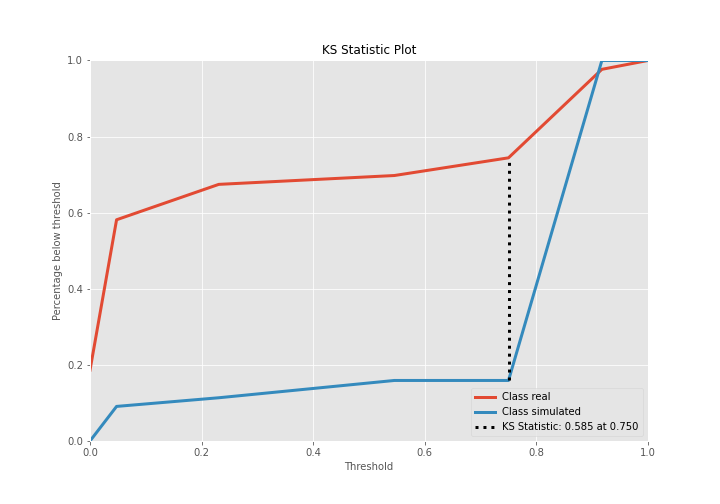 KS Statistic Plot
1.0
0.8
0.6
0.4
0.2
0.0
Percentage below threshold
0.0 0.2 0.4 0.6 0.8 1.0
Threshold
Class real
Class simulated
KS Statistic: 0.585 at 0.750